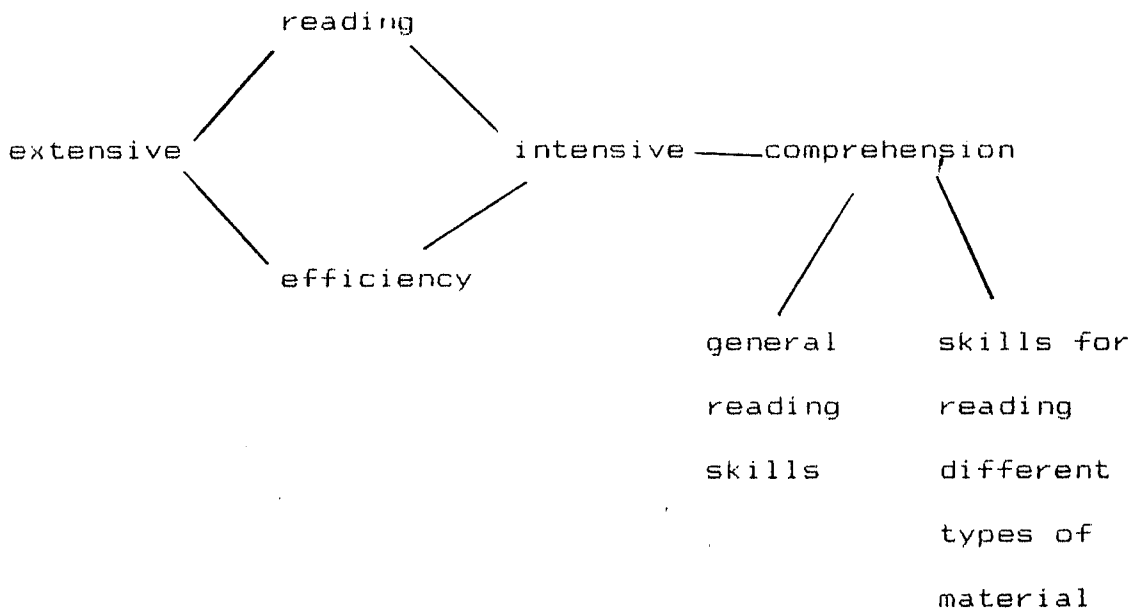 reading
extensive intensive comprehension
efficiency
general skills for
reading reading
skills different
types of
material